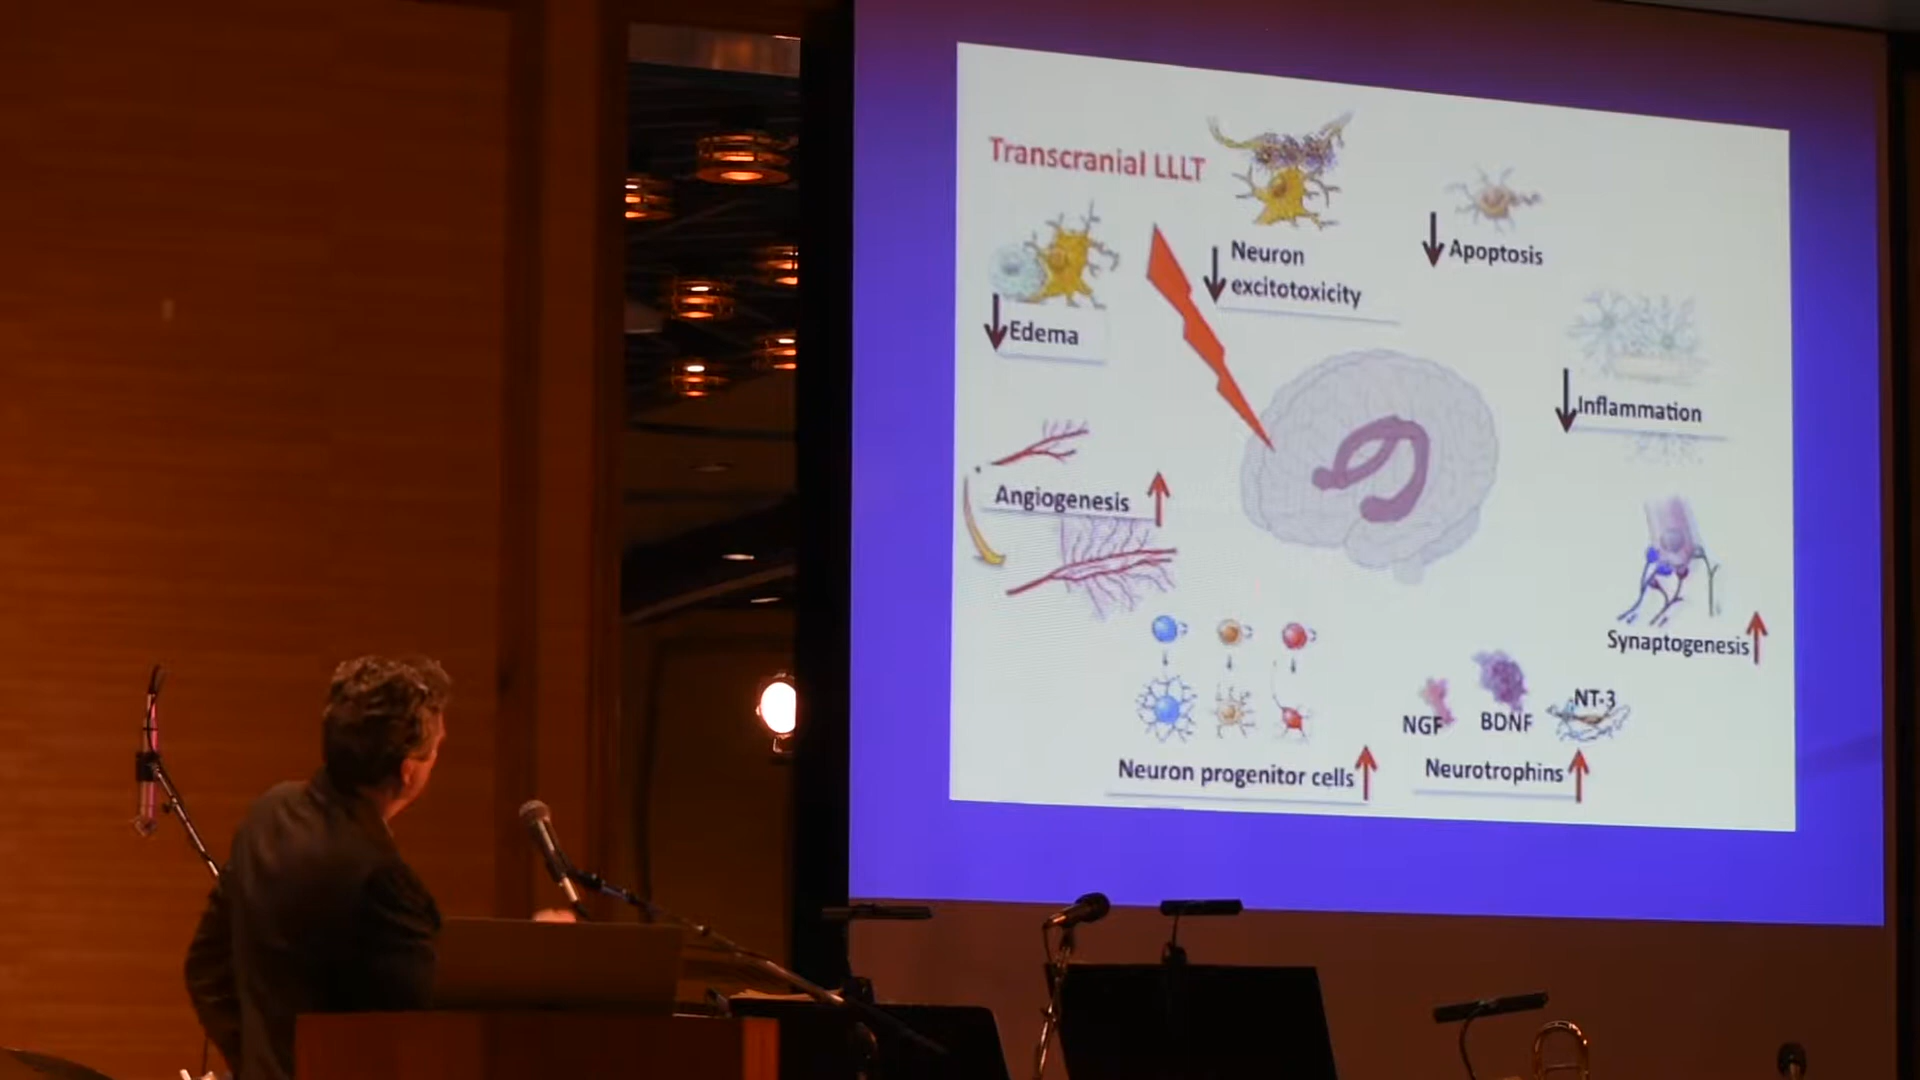 Transcranial LLLT
Neuron
excitotoxicity
Apoptosis
Edema
Inflammation
Angiogenesis
Synaptogenesis
NGF
BDNF
NT-3
Neuron progenitor cells
Neurotrophins